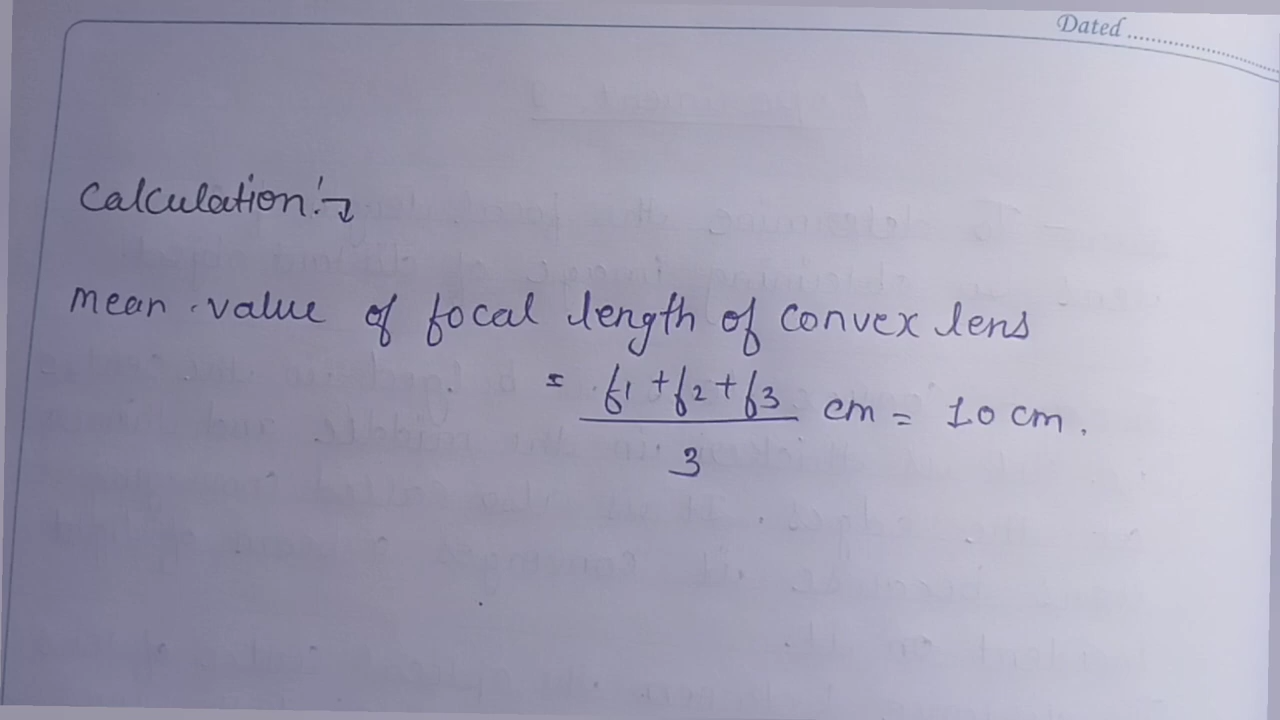 Dated
Calculation:→
mean value of focal length of convex lens
= f1 + f2 + f3 cm = 10 cm.
3